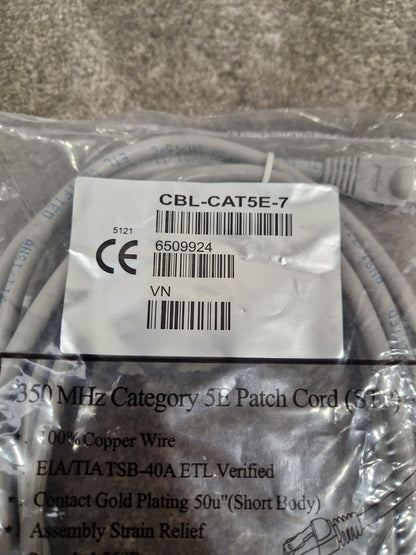 CBL-CAT5E-7
5121
CE
6509924
VN
350 MHz Category 5E Patch Cord
100% Copper Wire
EIA/TIA TSB-40A ETL Verified
Contact Gold Plating 50u"(Short Body)
Assembly Strain Relief